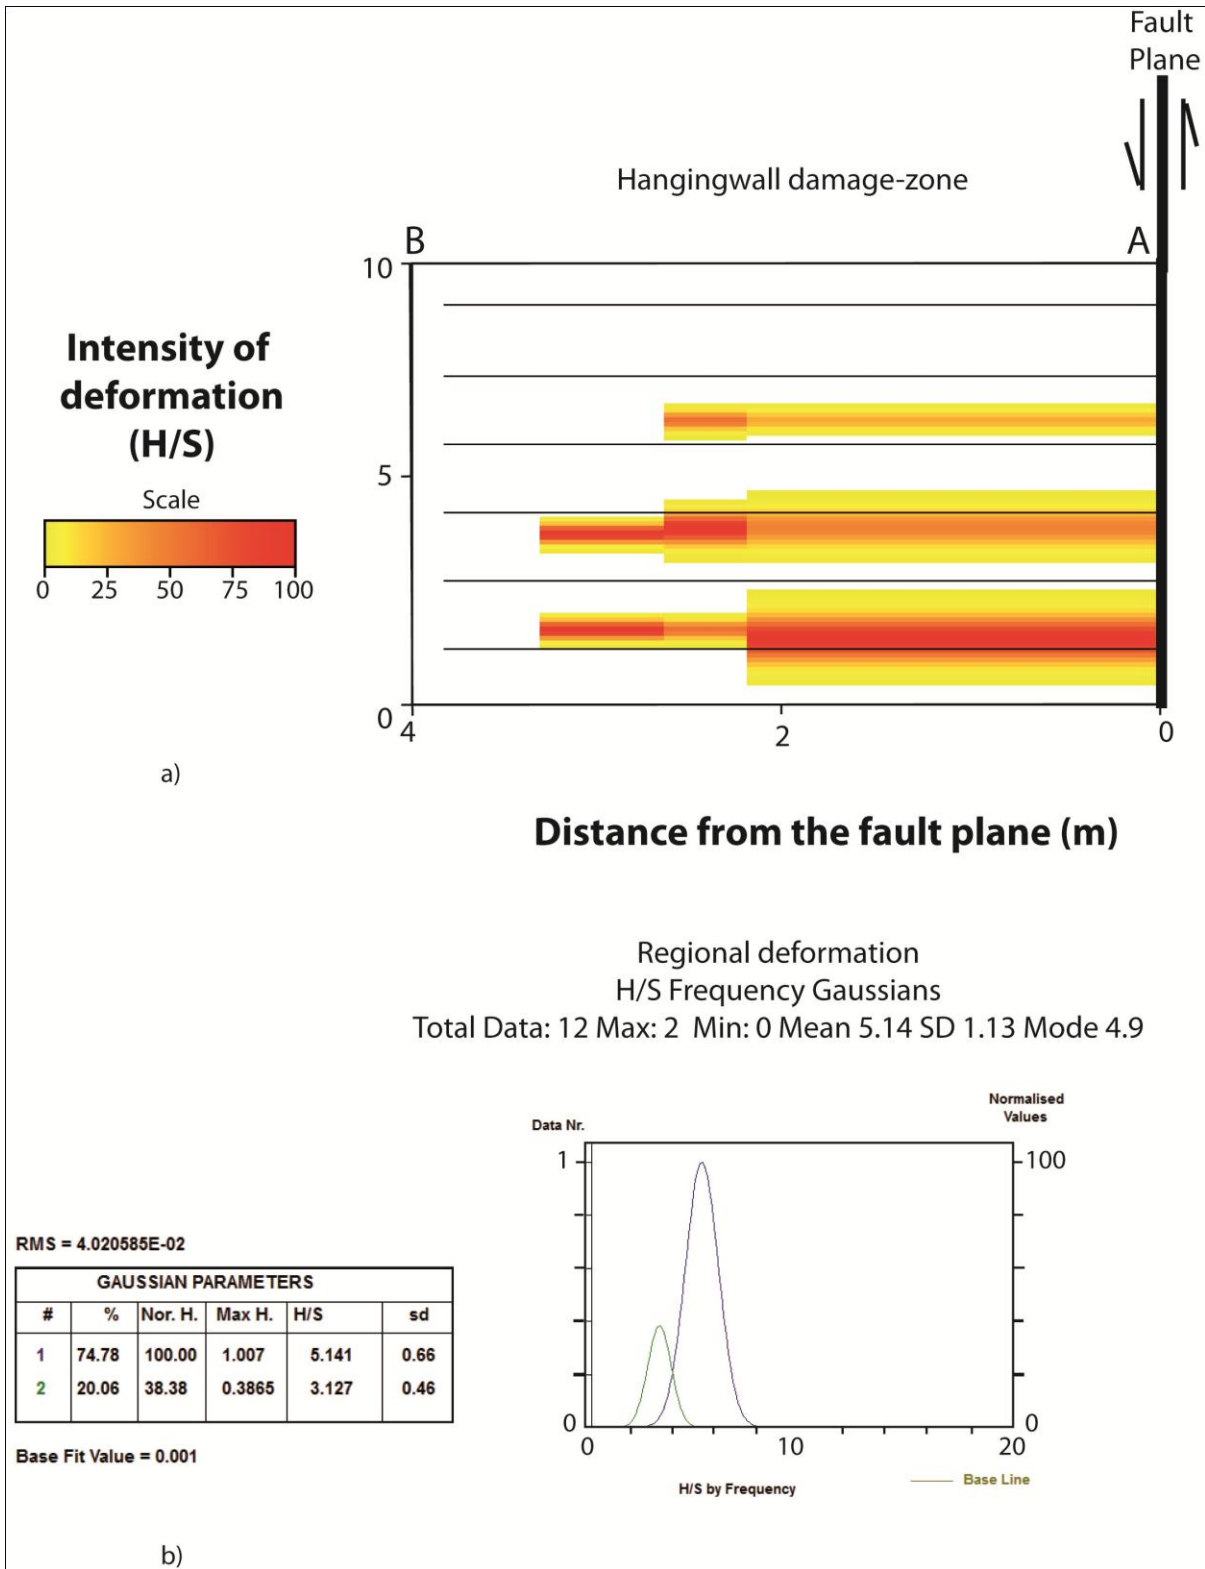 Fault
Plane
Hangingwall damage-zone
B
A
10
5
0
4
2
0
Intensity of
deformation
(H/S)
Scale
0 25 50 75 100
a)
Distance from the fault plane (m)
Regional deformation
H/S Frequency Gaussians
Total Data: 12 Max: 2 Min: 0 Mean 5.14 SD 1.13 Mode 4.9
Normalised
Values
Data Nr.
1
100
0
0
0
10
20
H/S by Frequency
Base Line
RMS = 4.020585E-02
GAUSSIAN PARAMETERS
# % Nor. H. Max H. H/S sd
1 74.78 100.00 1.007 5.141 0.66
2 20.06 38.38 0.3865 3.127 0.46
Base Fit Value = 0.001
b)